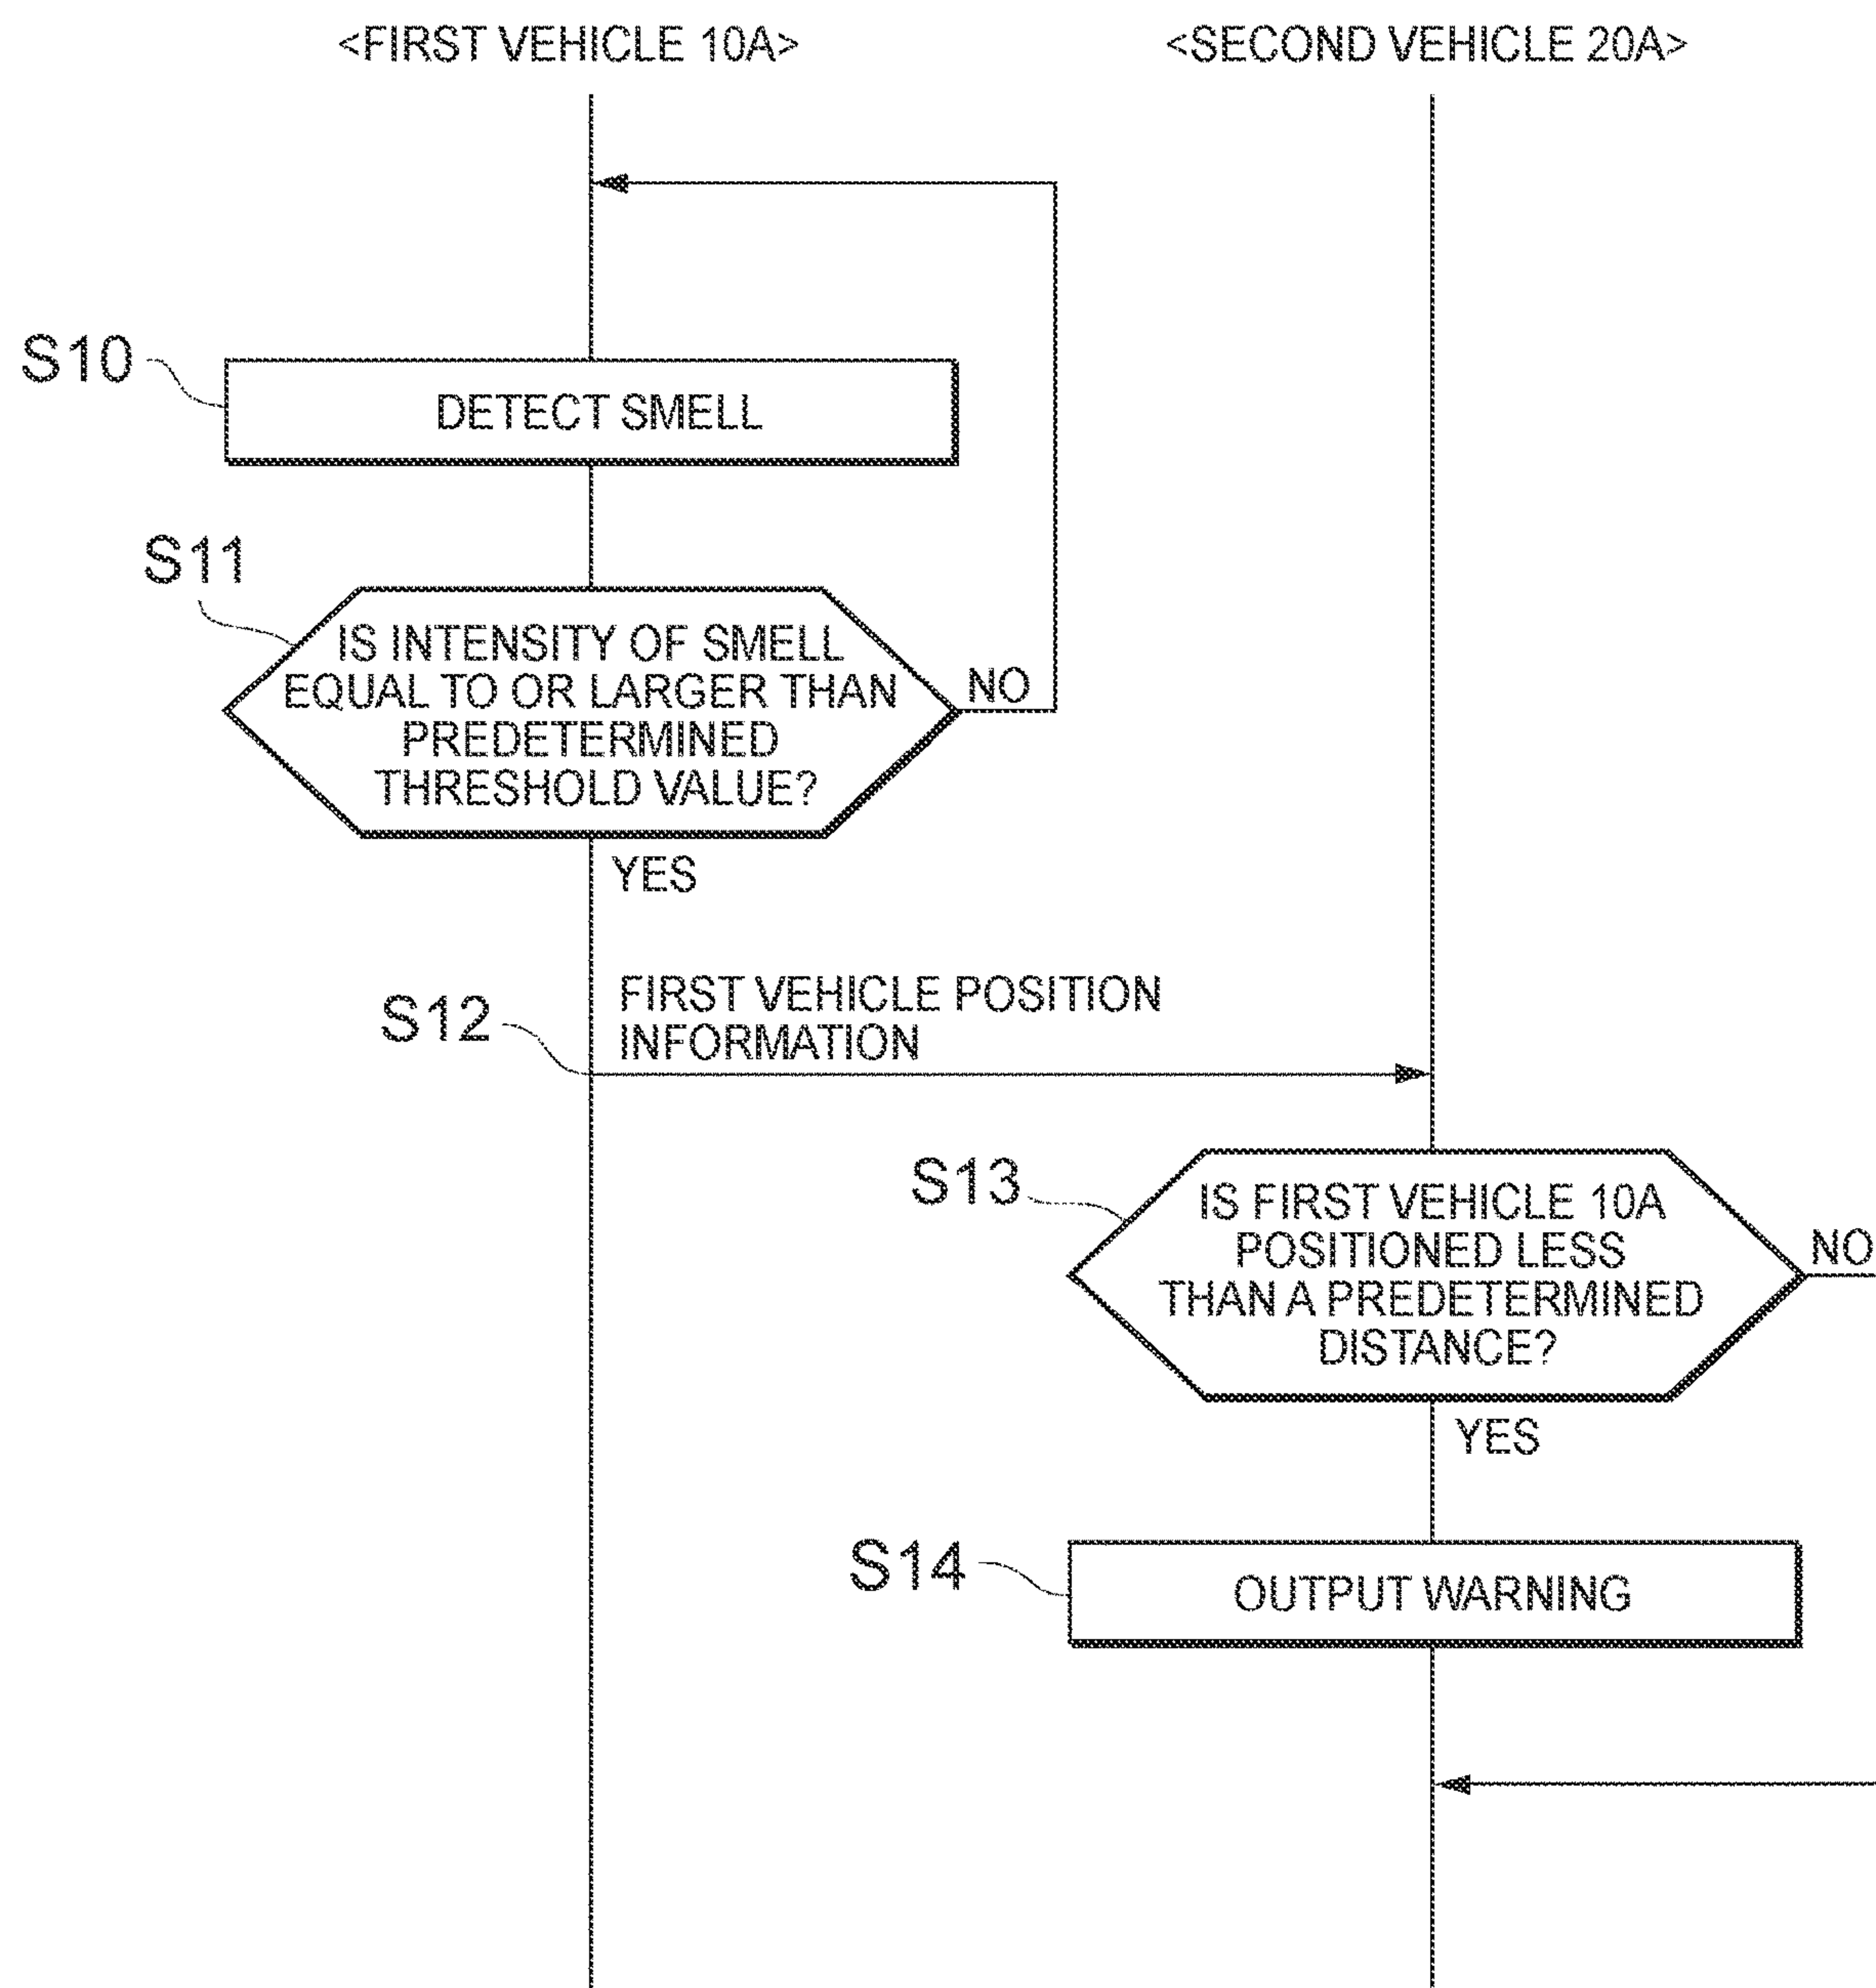 <FIRST VEHICLE 10A>
<SECOND VEHICLE 20A>
S10
DETECT SMELL
S11
IS INTENSITY OF SMELL
EQUAL TO OR LARGER THAN
PREDETERMINED
THRESHOLD VALUE?
NO
YES
S12
FIRST VEHICLE POSITION
INFORMATION
S13
IS FIRST VEHICLE 10A
POSITIONED LESS
THAN A PREDETERMINED
DISTANCE?
NO
YES
S14
OUTPUT WARNING